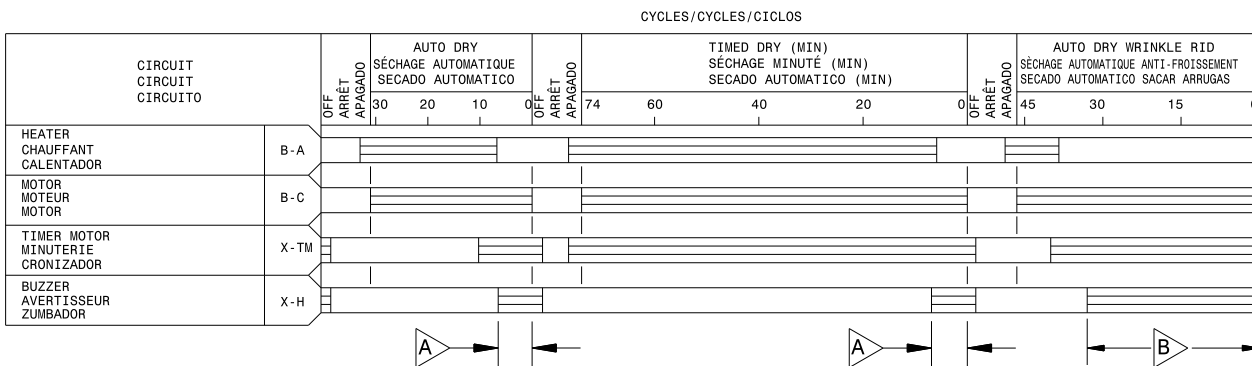 CYCLES/CYCLES/CICLOS
CIRCUIT
CIRCUIT
CIRCUITO
OFF
ARRÊT
APAGADO
AUTO DRY
SÉCHAGE AUTOMATIQUE
SECADO AUTOMATICO
30 20 10 0
OFF
ARRÊT
APAGADO
TIMED DRY (MIN)
SÉCHAGE MINUTÉ (MIN)
SECADO AUTOMATICO (MIN)
74 60 40 20 0
OFF
ARRÊT
APAGADO
AUTO DRY WRINKLE RID
SÈCHAGE AUTOMATIQUE ANTI-FROISSEMENT
SECADO AUTOMATICO SACAR ARRUGAS
45 30 15
HEATER
CHAUFFANT
CALENTADOR
B-A
MOTOR
MOTEUR
MOTOR
B-C
TIMER MOTOR
MINUTERIE
CRONIZADOR
X-TM
BUZZER
AVERTISSEUR
ZUMBADOR
X-H
A A B